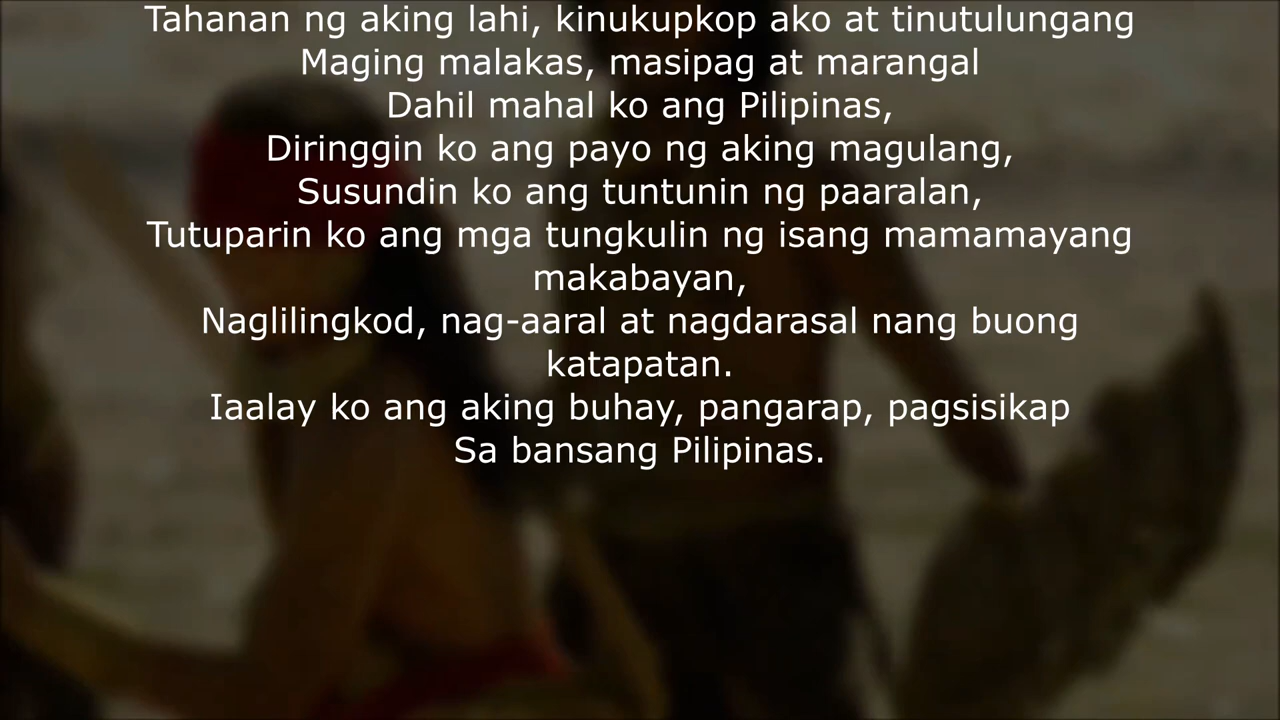 Tahanan ng aking lahi, kinukupkop ako at tinutulungang
Maging malakas, masipag at marangal
Dahil mahal ko ang Pilipinas,
Diringgin ko ang payo ng aking magulang,
Susundin ko ang tuntunin ng paaralan,
Tutuparin ko ang mga tungkulin ng isang mamamayang
makabayan,
Naglilingkod, nag-aaral at nagdarasal nang buong
katapatan.
Iaalay ko ang aking buhay, pangarap, pagsisikap
Sa bansang Pilipinas.